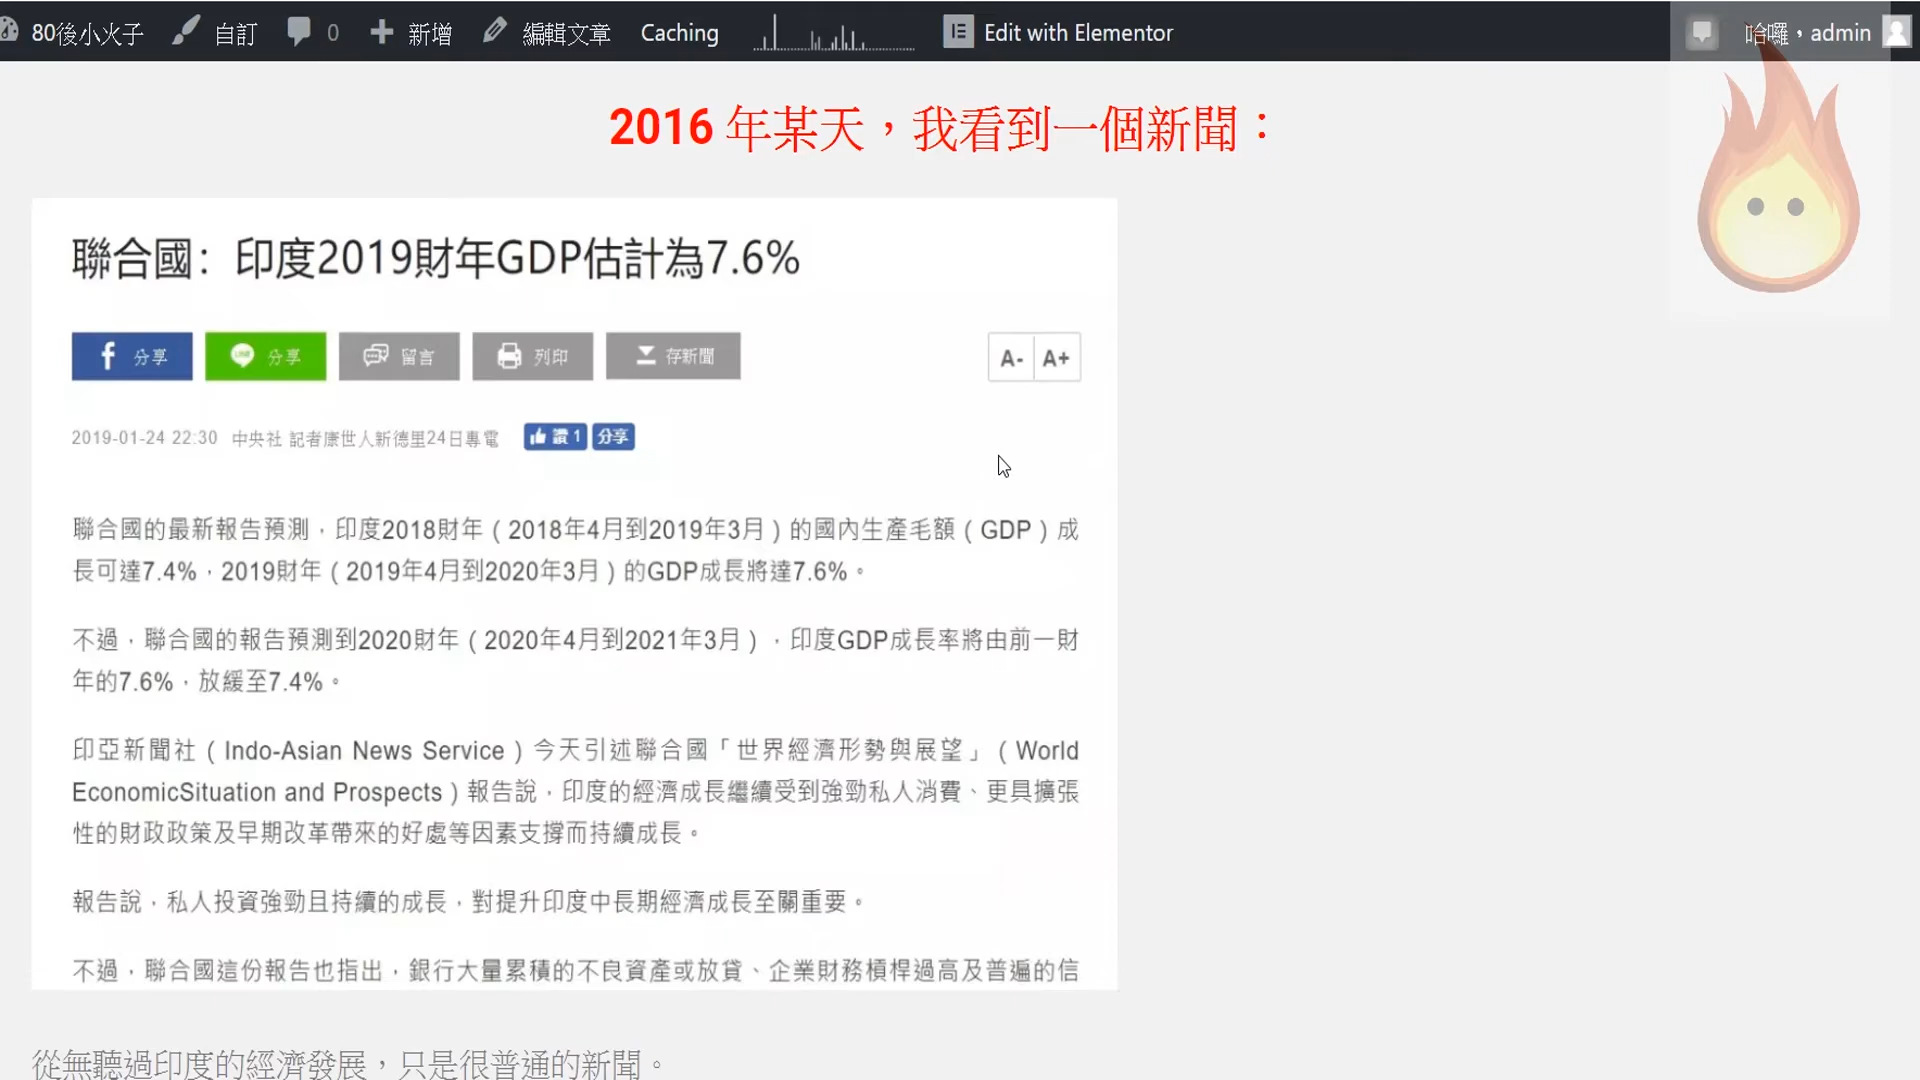 80後小火子 自訂 0 新增 編輯文章 Caching Edit with Elementor 哈囉，admin
2016 年某天，我看到一個新聞：
聯合國：印度2019財年GDP估計為7.6%
分享 LINE 分享 留言 列印 存新聞 A- A+
2019-01-24 22:30 中央社 記者康世人新德里24日專電 讚 1 分享
聯合國的最新報告預測，印度2018財年（2018年4月到2019年3月）的國內生產毛額（GDP）成
長可達7.4%，2019財年（2019年4月到2020年3月）的GDP成長將達7.6%。
不過，聯合國的報告預測到2020財年（2020年4月到2021年3月），印度GDP成長率將由前一財
年的7.6%，放緩至7.4%。
印亞新聞社（Indo-Asian News Service）今天引述聯合國「世界經濟形勢與展望」（World
EconomicSituation and Prospects）報告說，印度的經濟成長繼續受到強勁私人消費、更具擴張
性的財政政策及早期改革帶來的好處等因素支撐而持續成長。
報告說，私人投資強勁且持續的成長，對提升印度中長期經濟成長至關重要。
不過，聯合國這份報告也指出，銀行大量累積的不良資產或放貸、企業財務槓桿過高及普遍的信
從無聽過印度的經濟發展，只是很普通的新聞。